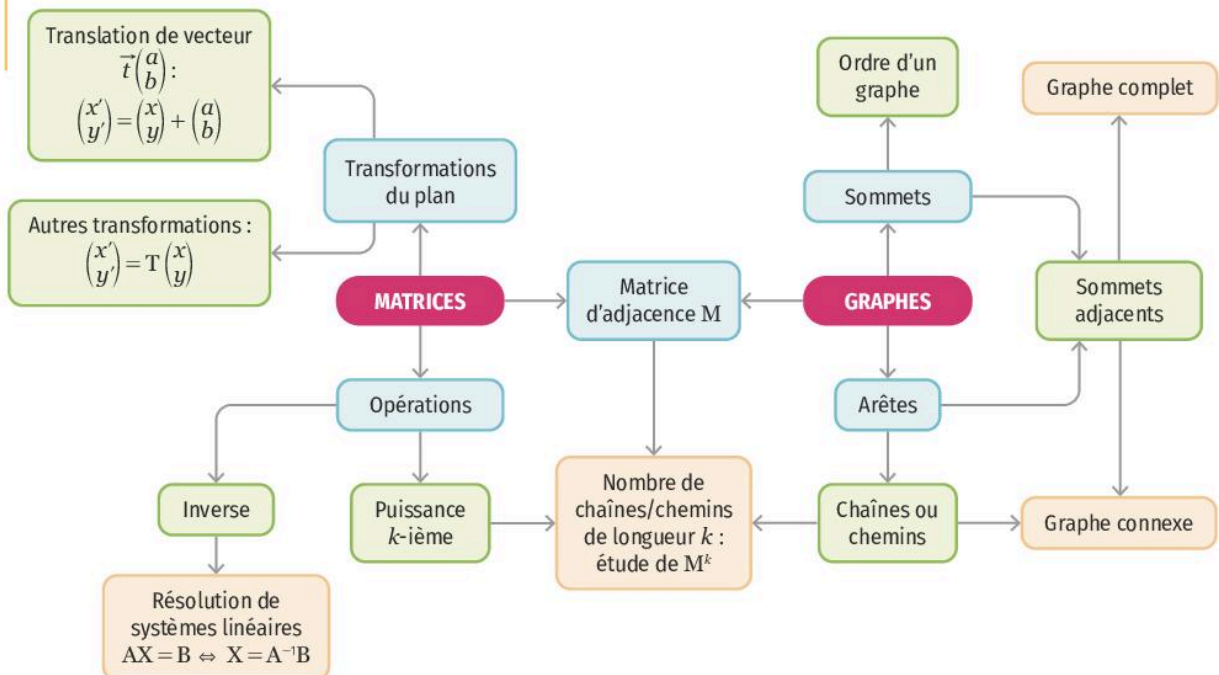 Translation de vecteur
t⃗ (a b) :
(x′ y′) = (x y) + (a b)
Autres transformations :
(x′ y′) = T (x y)
Transformations
du plan
Ordre d’un
graphe
Graphe complet
Sommets
MATRICES
Matrice
d’adjacence M
GRAPHES
Sommets
adjacents
Opérations
Arêtes
Inverse
Puissance
k-ième
Nombre de
chaînes/chemins
de longueur k :
étude de Mᵏ
Chaînes ou
chemins
Graphe connexe
Résolution de
systèmes linéaires
AX = B ⇔ X = A⁻¹B